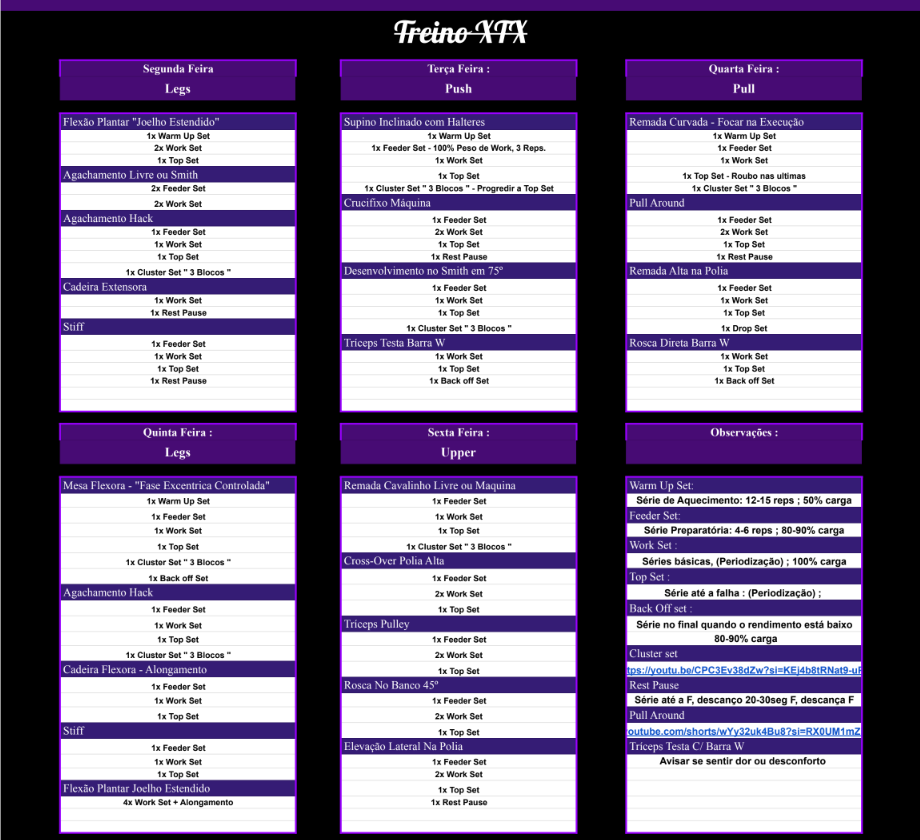 Treino XTX
Segunda Feira
Legs
Flexão Plantar "Joelho Estendido"
1x Warm Up Set
2x Work Set
1x Top Set
Agachamento Livre ou Smith
2x Feeder Set
2x Work Set
Agachamento Hack
1x Feeder Set
1x Work Set
1x Top Set
1x Cluster Set " 3 Blocos "
Cadeira Extensora
1x Work Set
1x Rest Pause
Stiff
1x Feeder Set
1x Work Set
1x Top Set
1x Rest Pause
Terça Feira :
Push
Supino Inclinado com Halteres
1x Warm Up Set
1x Feeder Set - 100% Peso de Work, 3 Reps.
1x Work Set
1x Top Set
1x Cluster Set " 3 Blocos " - Progredir a Top Set
Crucifixo Máquina
1x Feeder Set
2x Work Set
1x Top Set
1x Rest Pause
Desenvolvimento no Smith em 75º
1x Feeder Set
1x Work Set
1x Top Set
1x Cluster Set " 3 Blocos "
Tríceps Testa Barra W
1x Work Set
1x Top Set
1x Back off Set
Quarta Feira :
Pull
Remada Curvada - Focar na Execução
1x Warm Up Set
1x Feeder Set
1x Work Set
1x Top Set - Roubo nas ultimas
1x Cluster Set " 3 Blocos "
Pull Around
1x Feeder Set
2x Work Set
1x Top Set
1x Rest Pause
Remada Alta na Polia
1x Feeder Set
1x Work Set
1x Top Set
1x Drop Set
Rosca Direta Barra W
1x Work Set
1x Top Set
1x Back off Set
Quinta Feira :
Legs
Mesa Flexora - "Fase Excentrica Controlada"
1x Warm Up Set
1x Feeder Set
1x Work Set
1x Top Set
1x Cluster Set " 3 Blocos "
1x Back off Set
Agachamento Hack
1x Feeder Set
1x Work Set
1x Top Set
1x Cluster Set " 3 Blocos "
Cadeira Flexora - Alongamento
1x Feeder Set
1x Work Set
1x Top Set
Stiff
1x Feeder Set
1x Work Set
1x Top Set
Flexão Plantar Joelho Estendido
4x Work Set + Alongamento
Sexta Feira :
Upper
Remada Cavalinho Livre ou Maquina
1x Feeder Set
1x Work Set
1x Top Set
1x Cluster Set " 3 Blocos "
Cross-Over Polia Alta
1x Feeder Set
2x Work Set
1x Top Set
Tríceps Pulley
1x Feeder Set
2x Work Set
1x Top Set
Rosca No Banco 45º
1x Feeder Set
2x Work Set
1x Top Set
Elevação Lateral Na Polia
1x Feeder Set
2x Work Set
1x Top Set
1x Rest Pause
Observações :
Warm Up Set:
Série de Aquecimento: 12-15 reps ; 50% carga
Feeder Set:
Série Preparatória: 4-6 reps ; 80-90% carga
Work Set :
Séries básicas, (Periodização) ; 100% carga
Top Set :
Série até a falha : (Periodização) ;
Back Off set :
Série no final quando o rendimento está baixo
80-90% carga
Cluster set
tps://youtu.be/CPC3Ev38dZw?si=KEj4b8tRNat9-uF
Rest Pause
Série até a F, descanço 20-30seg F, descança F
Pull Around
outube.com/shorts/wYy32uk4Bu8?si=RX0UM1mZ
Tríceps Testa C/ Barra W
Avisar se sentir dor ou desconforto